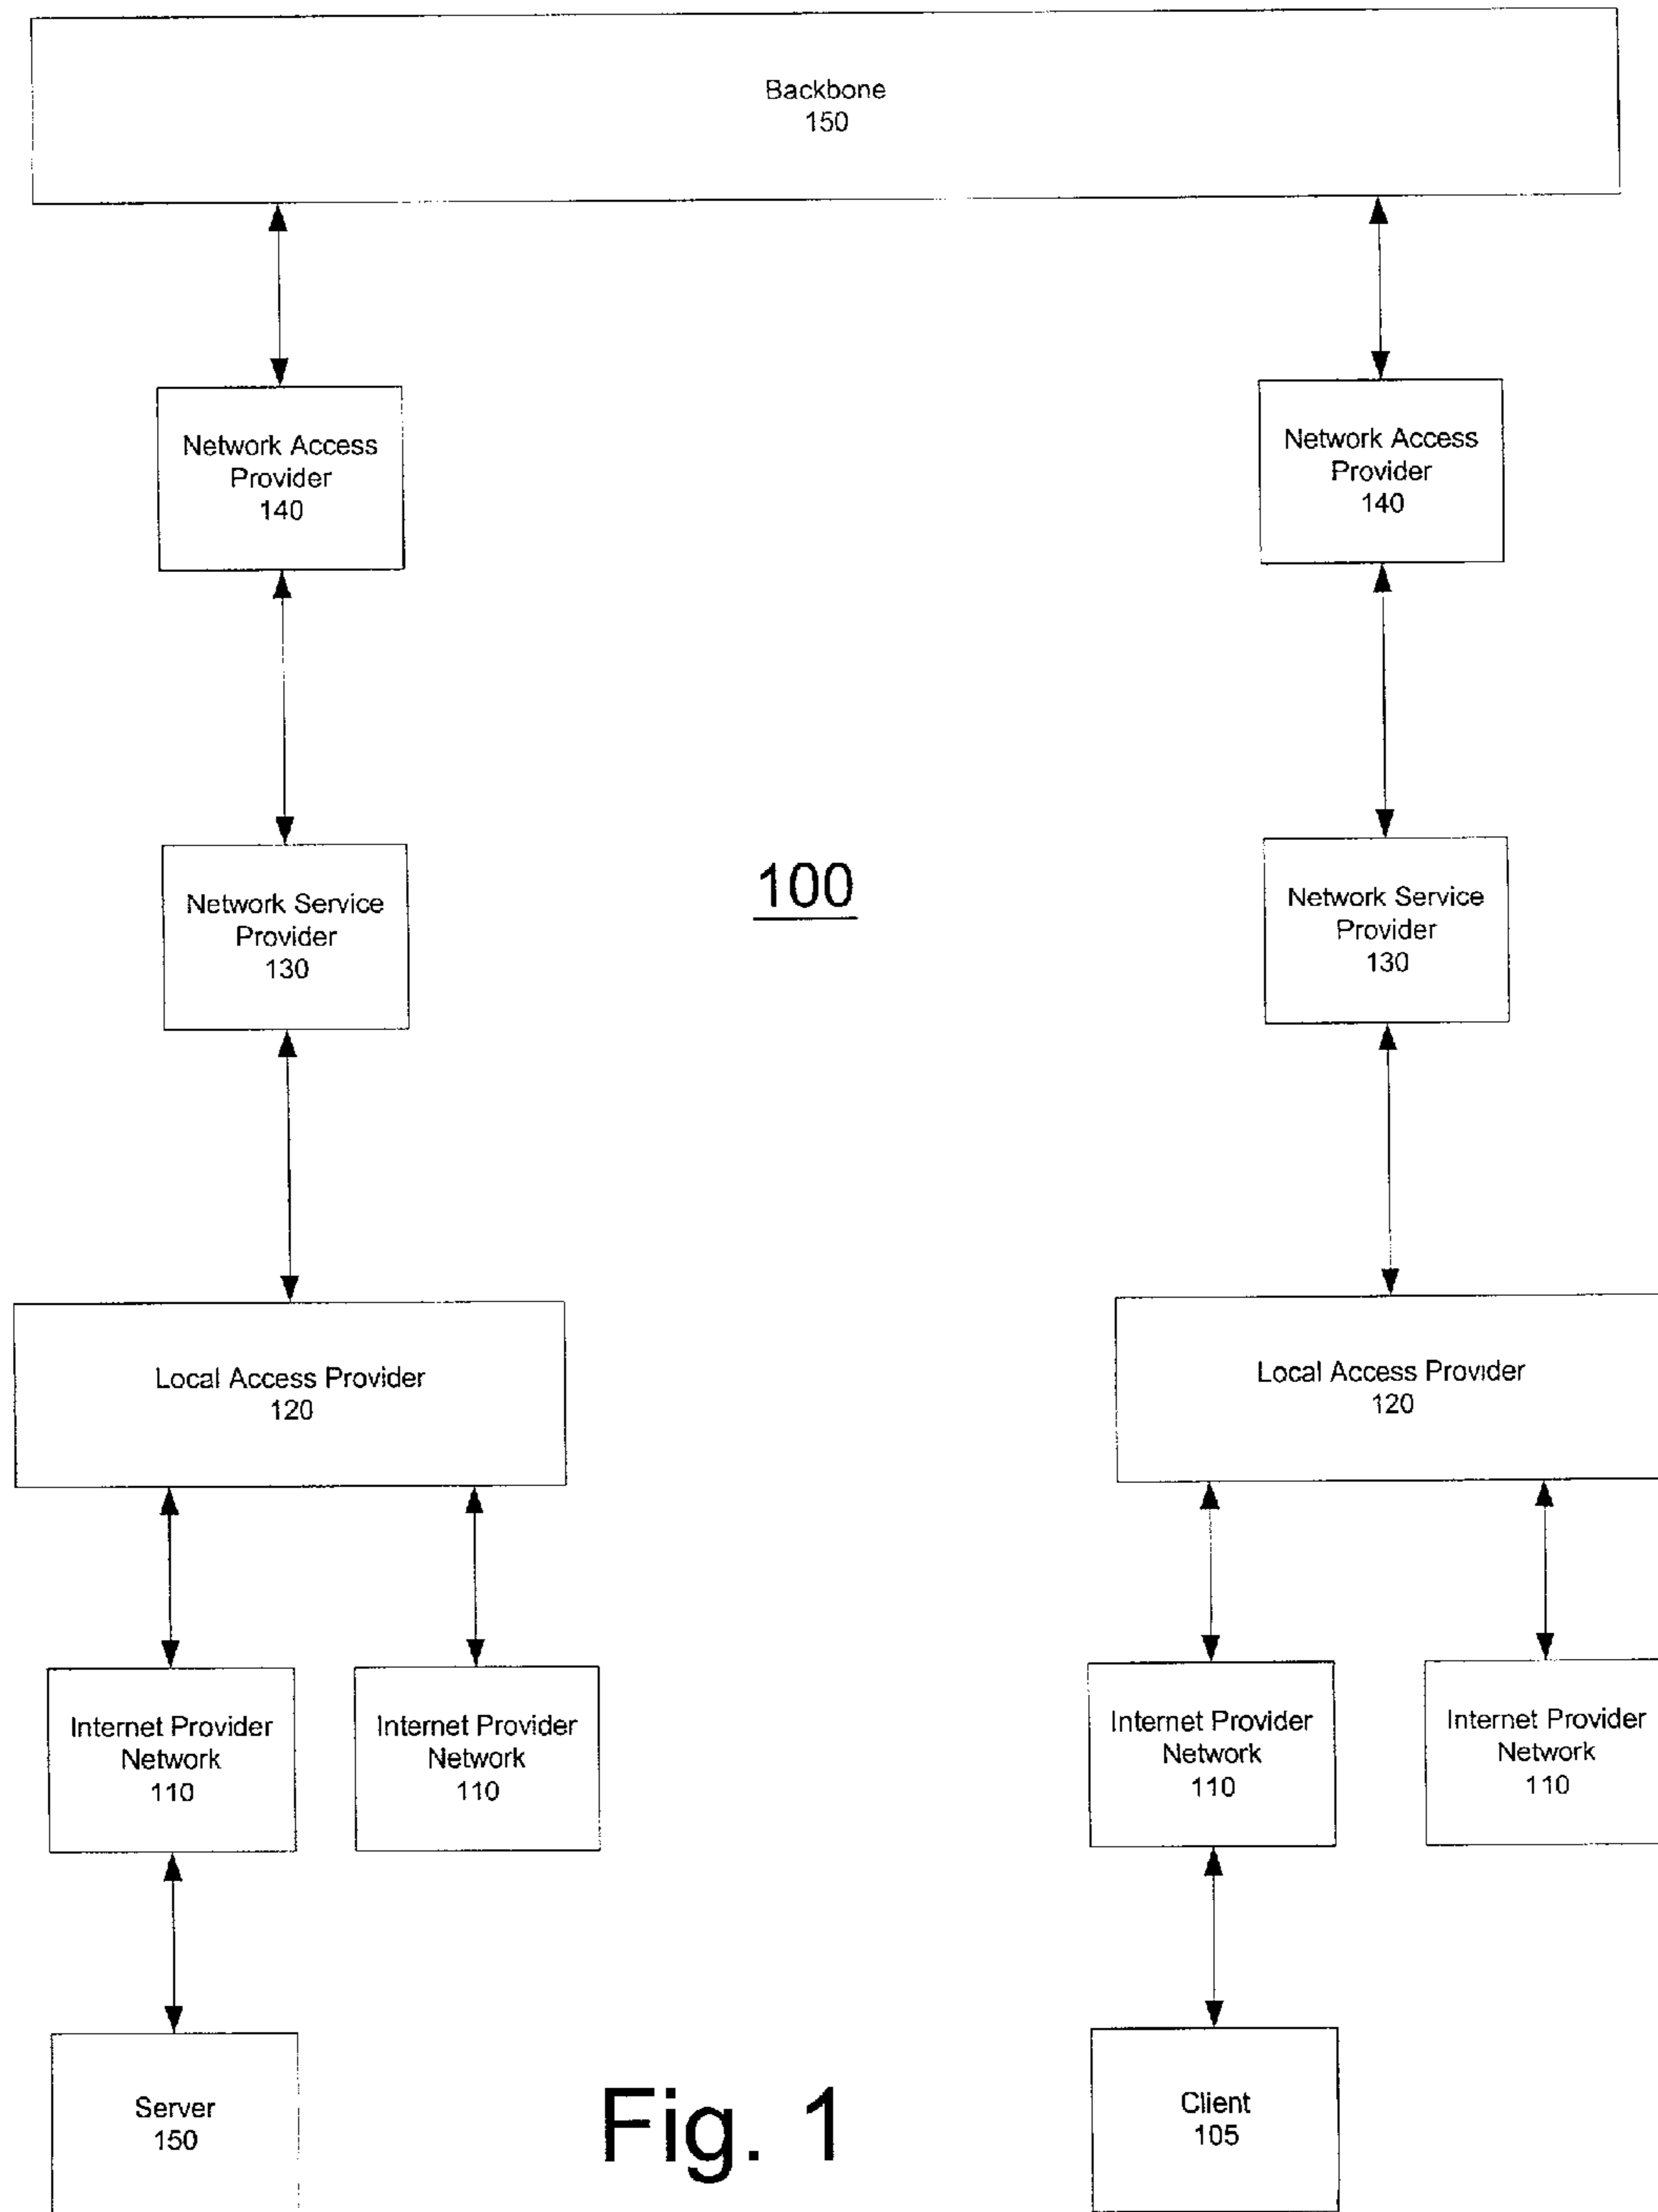 Backbone
150
Network Access
Provider
140
Network Access
Provider
140
Network Service
Provider
130
100
Network Service
Provider
130
Local Access Provider
120
Local Access Provider
120
Internet Provider
Network
110
Internet Provider
Network
110
Internet Provider
Network
110
Internet Provider
Network
110
Server
150
Fig. 1
Client
105